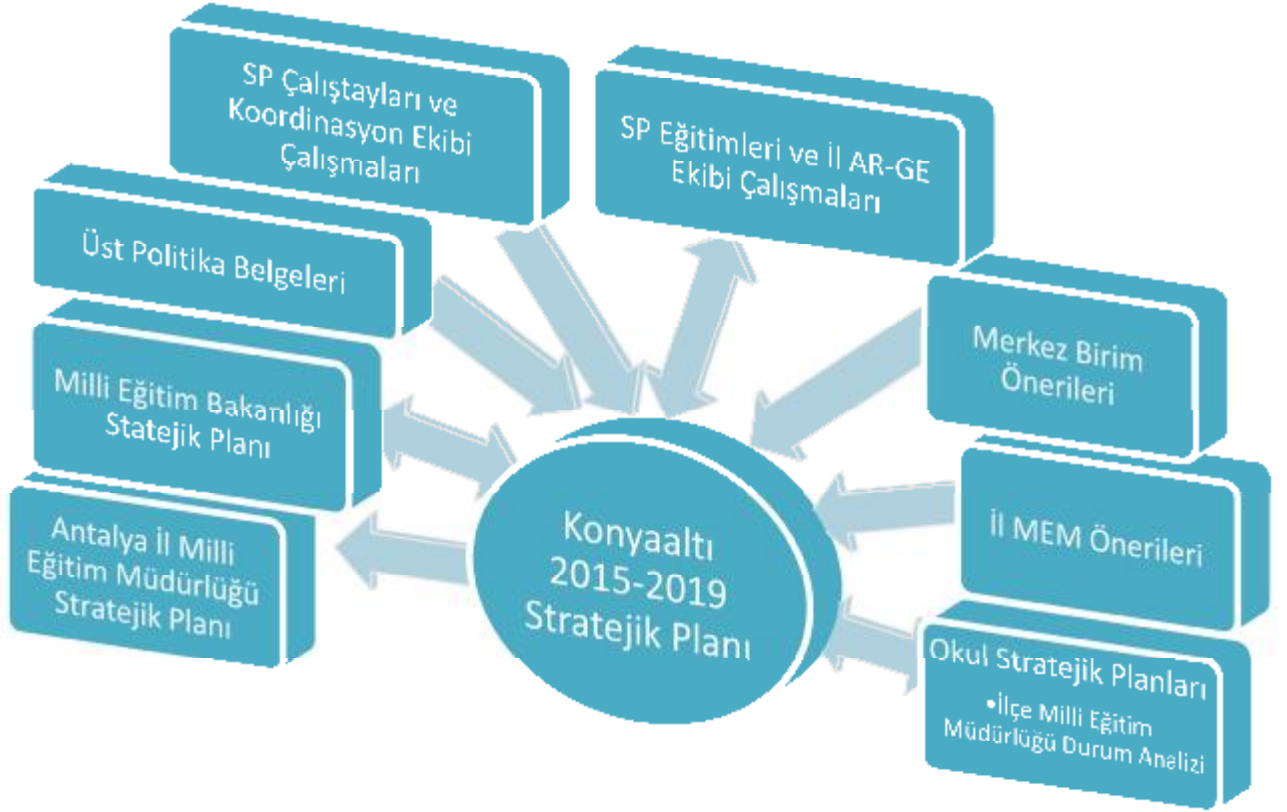 SP Çalıştayları ve
Koordinasyon Ekibi
Çalışmaları
SP Eğitimleri ve İl AR-GE
Ekibi Çalışmaları
Üst Politika Belgeleri
Merkez Birim
Önerileri
Milli Eğitim Bakanlığı
Statejik Planı
İl MEM Önerileri
Antalya İl Milli
Eğitim Müdürlüğü
Stratejik Planı
Konyaaltı
2015-2019
Stratejik Planı
Okul Stratejik Planları
•İlçe Milli Eğitim
Müdürlüğü Durum Analizi